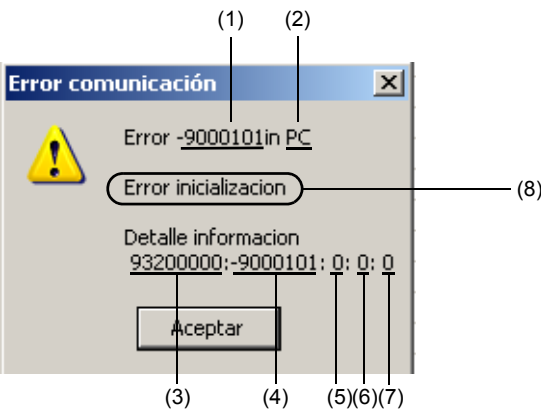 (1) (2)
Error comunicación
Error -9000101in PC
Error inicializacion
(8)
Detalle informacion
93200000:-9000101: 0: 0: 0
Aceptar
(3) (4) (5)(6)(7)